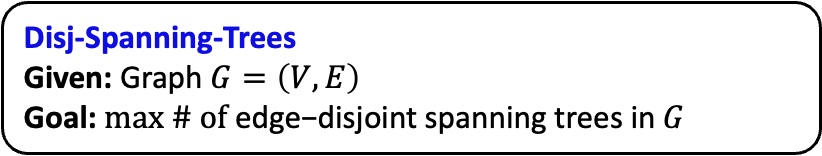 Disj-Spanning-Trees
Given: Graph 𝐺 = (𝑉, 𝐸)
Goal: max # of edge−disjoint spanning trees in 𝐺